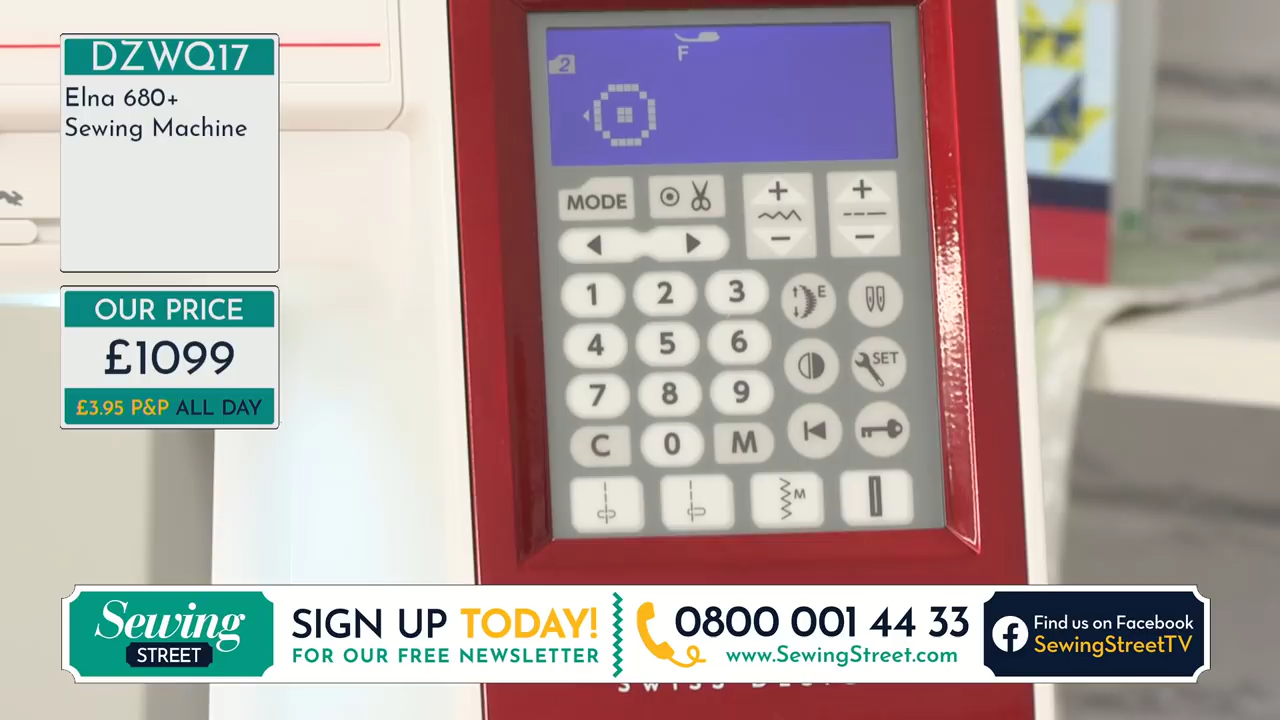 DZWQ17
Elna 680+
Sewing Machine
OUR PRICE
£1099
£3.95 P&P ALL DAY
F
2
MODE
+ +
- -
1 2 3 E
4 5 6 SET
7 8 9
C 0 M
M
Sewing
STREET
SIGN UP TODAY!
FOR OUR FREE NEWSLETTER
0800 001 44 33
www.SewingStreet.com
Find us on Facebook
SewingStreetTV